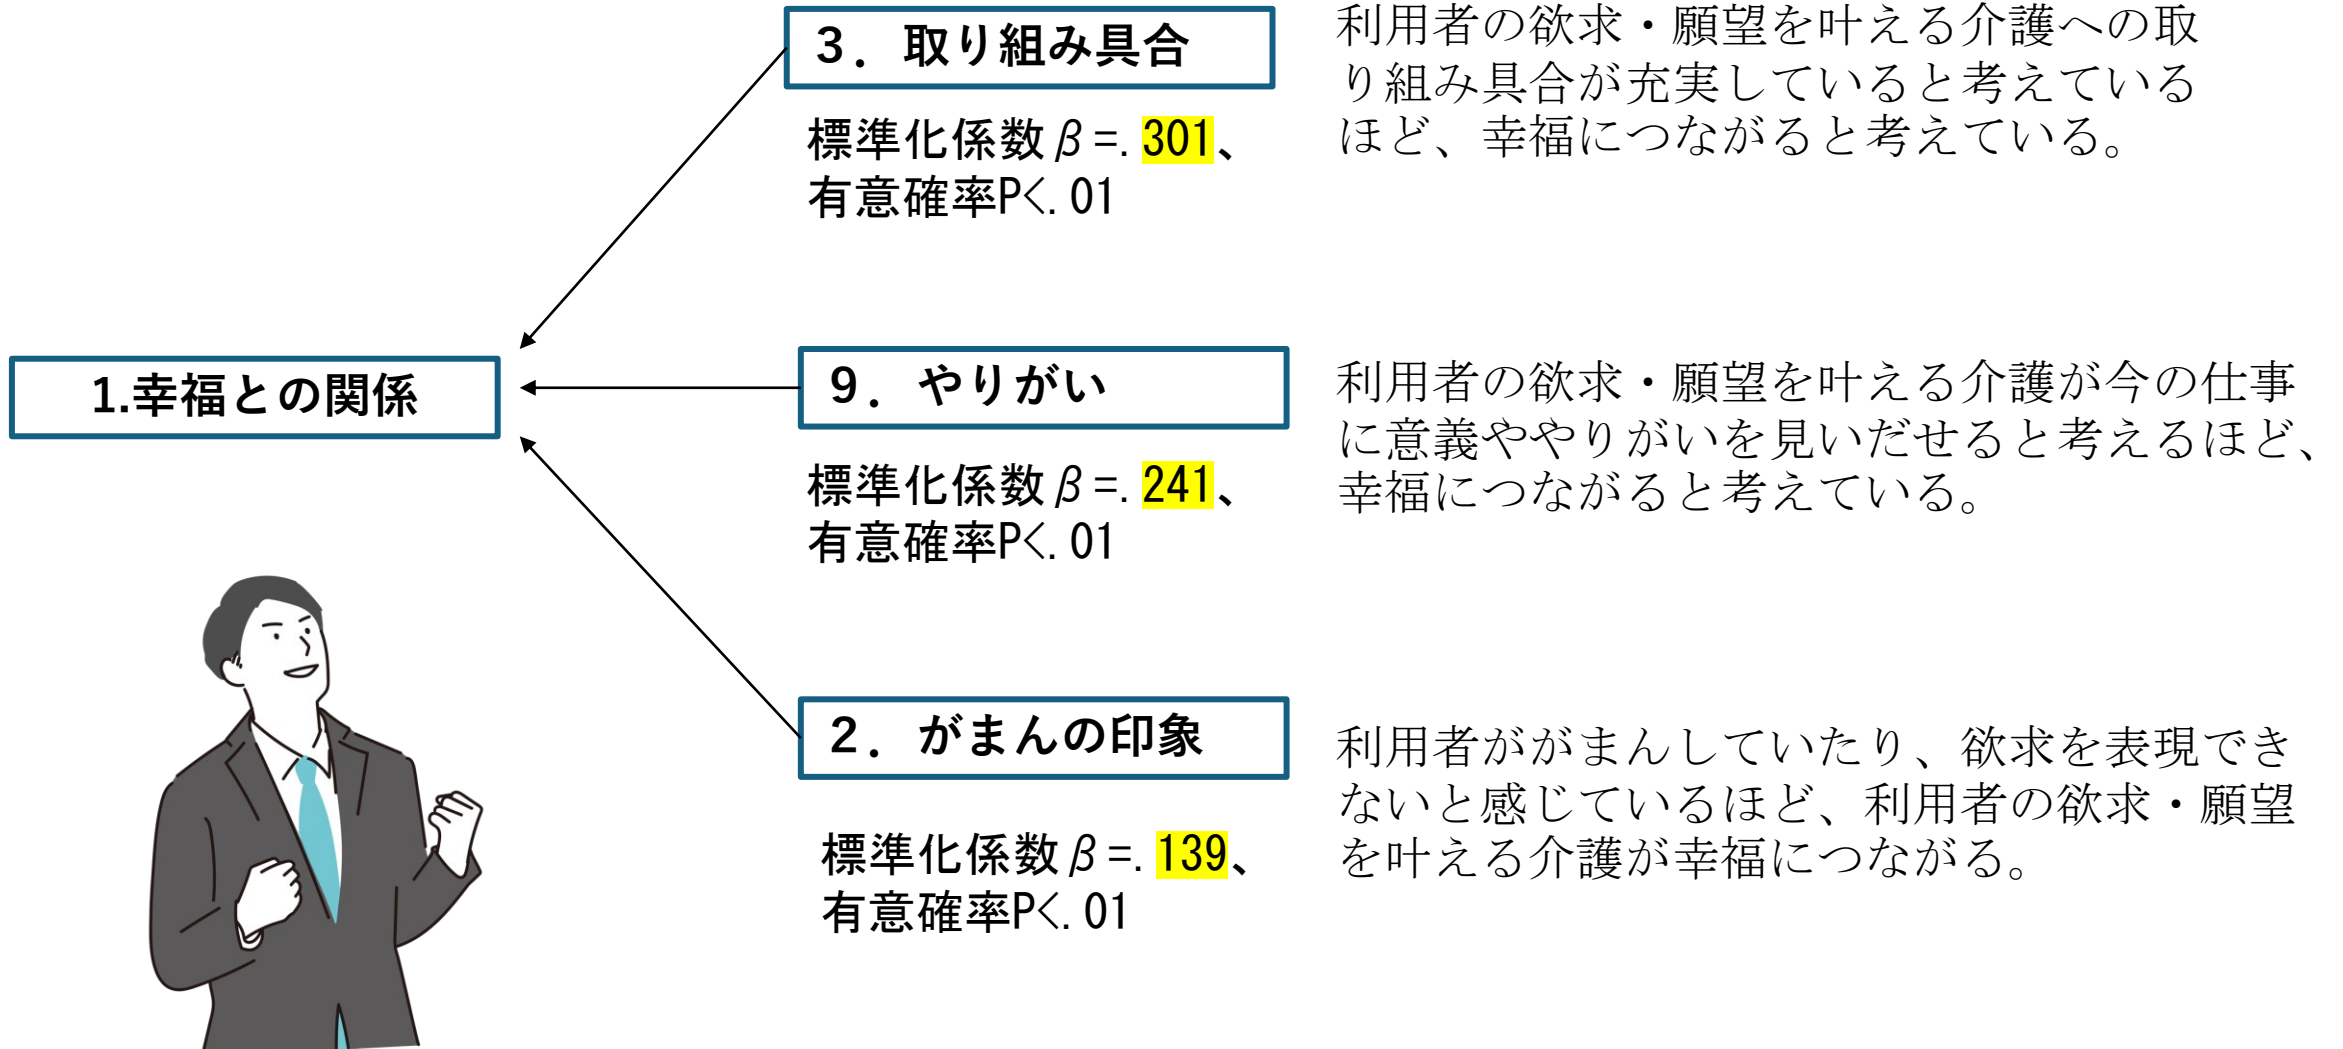 3．取り組み具合
標準化係数β=.301、
有意確率P<.01
利用者の欲求・願望を叶える介護への取
り組み具合が充実していると考えている
ほど、幸福につながると考えている。
1.幸福との関係
9．やりがい
標準化係数β=.241、
有意確率P<.01
利用者の欲求・願望を叶える介護が今の仕事
に意義ややりがいを見いだせると考えるほど、
幸福につながると考えている。
2．がまんの印象
標準化係数β=.139、
有意確率P<.01
利用者ががまんしていたり、欲求を表現でき
ないと感じているほど、利用者の欲求・願望
を叶える介護が幸福につながる。